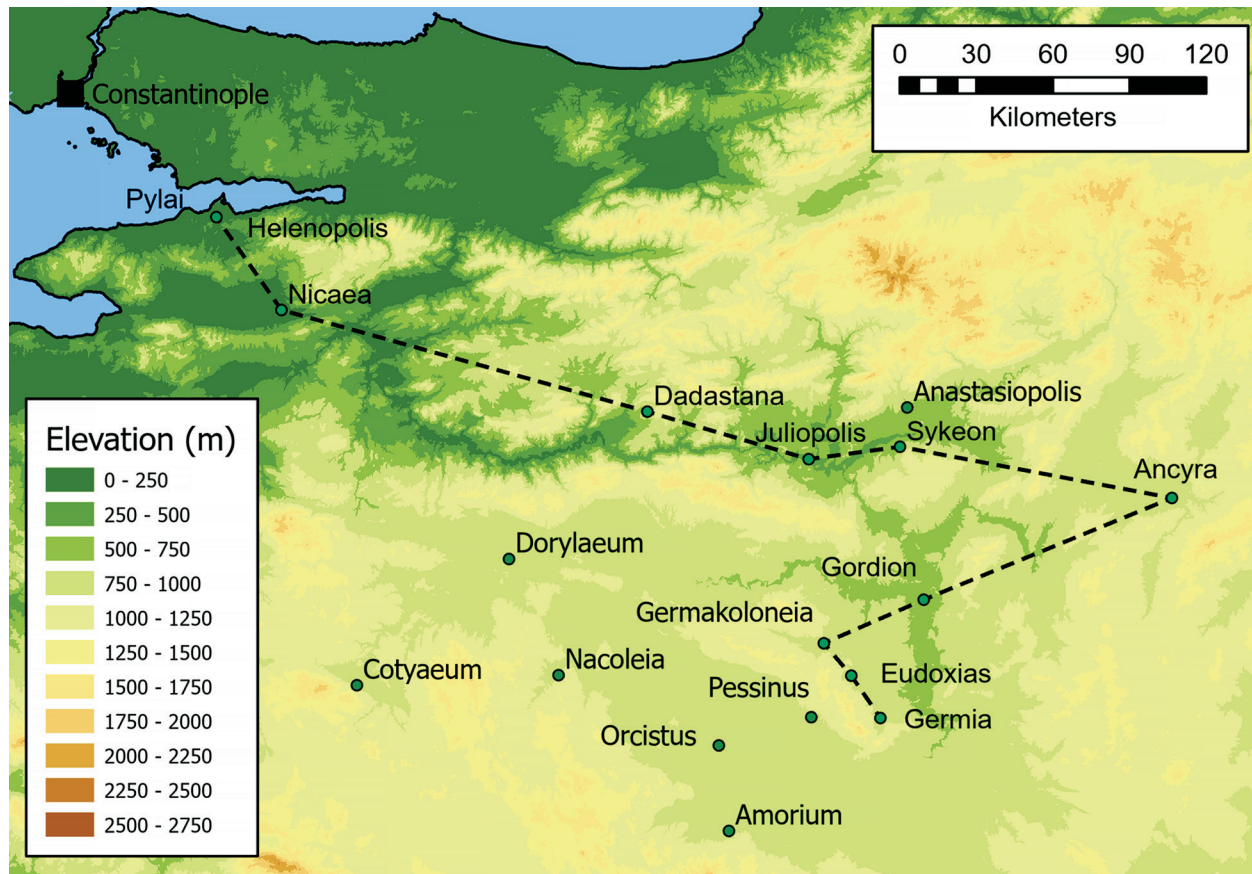 0 30 60 90 120
Kilometers
Constantinople
Pylai
Helenopolis
Nicaea
Dadastana
Anastasiopolis
Juliopolis
Sykeon
Ancyra
Dorylaeum
Gordion
Germakoloneia
Cotyaeum
Nacoleia
Eudoxias
Pessinus
Germia
Orcistus
Amorium
Elevation (m)
0 - 250
250 - 500
500 - 750
750 - 1000
1000 - 1250
1250 - 1500
1500 - 1750
1750 - 2000
2000 - 2250
2250 - 2500
2500 - 2750